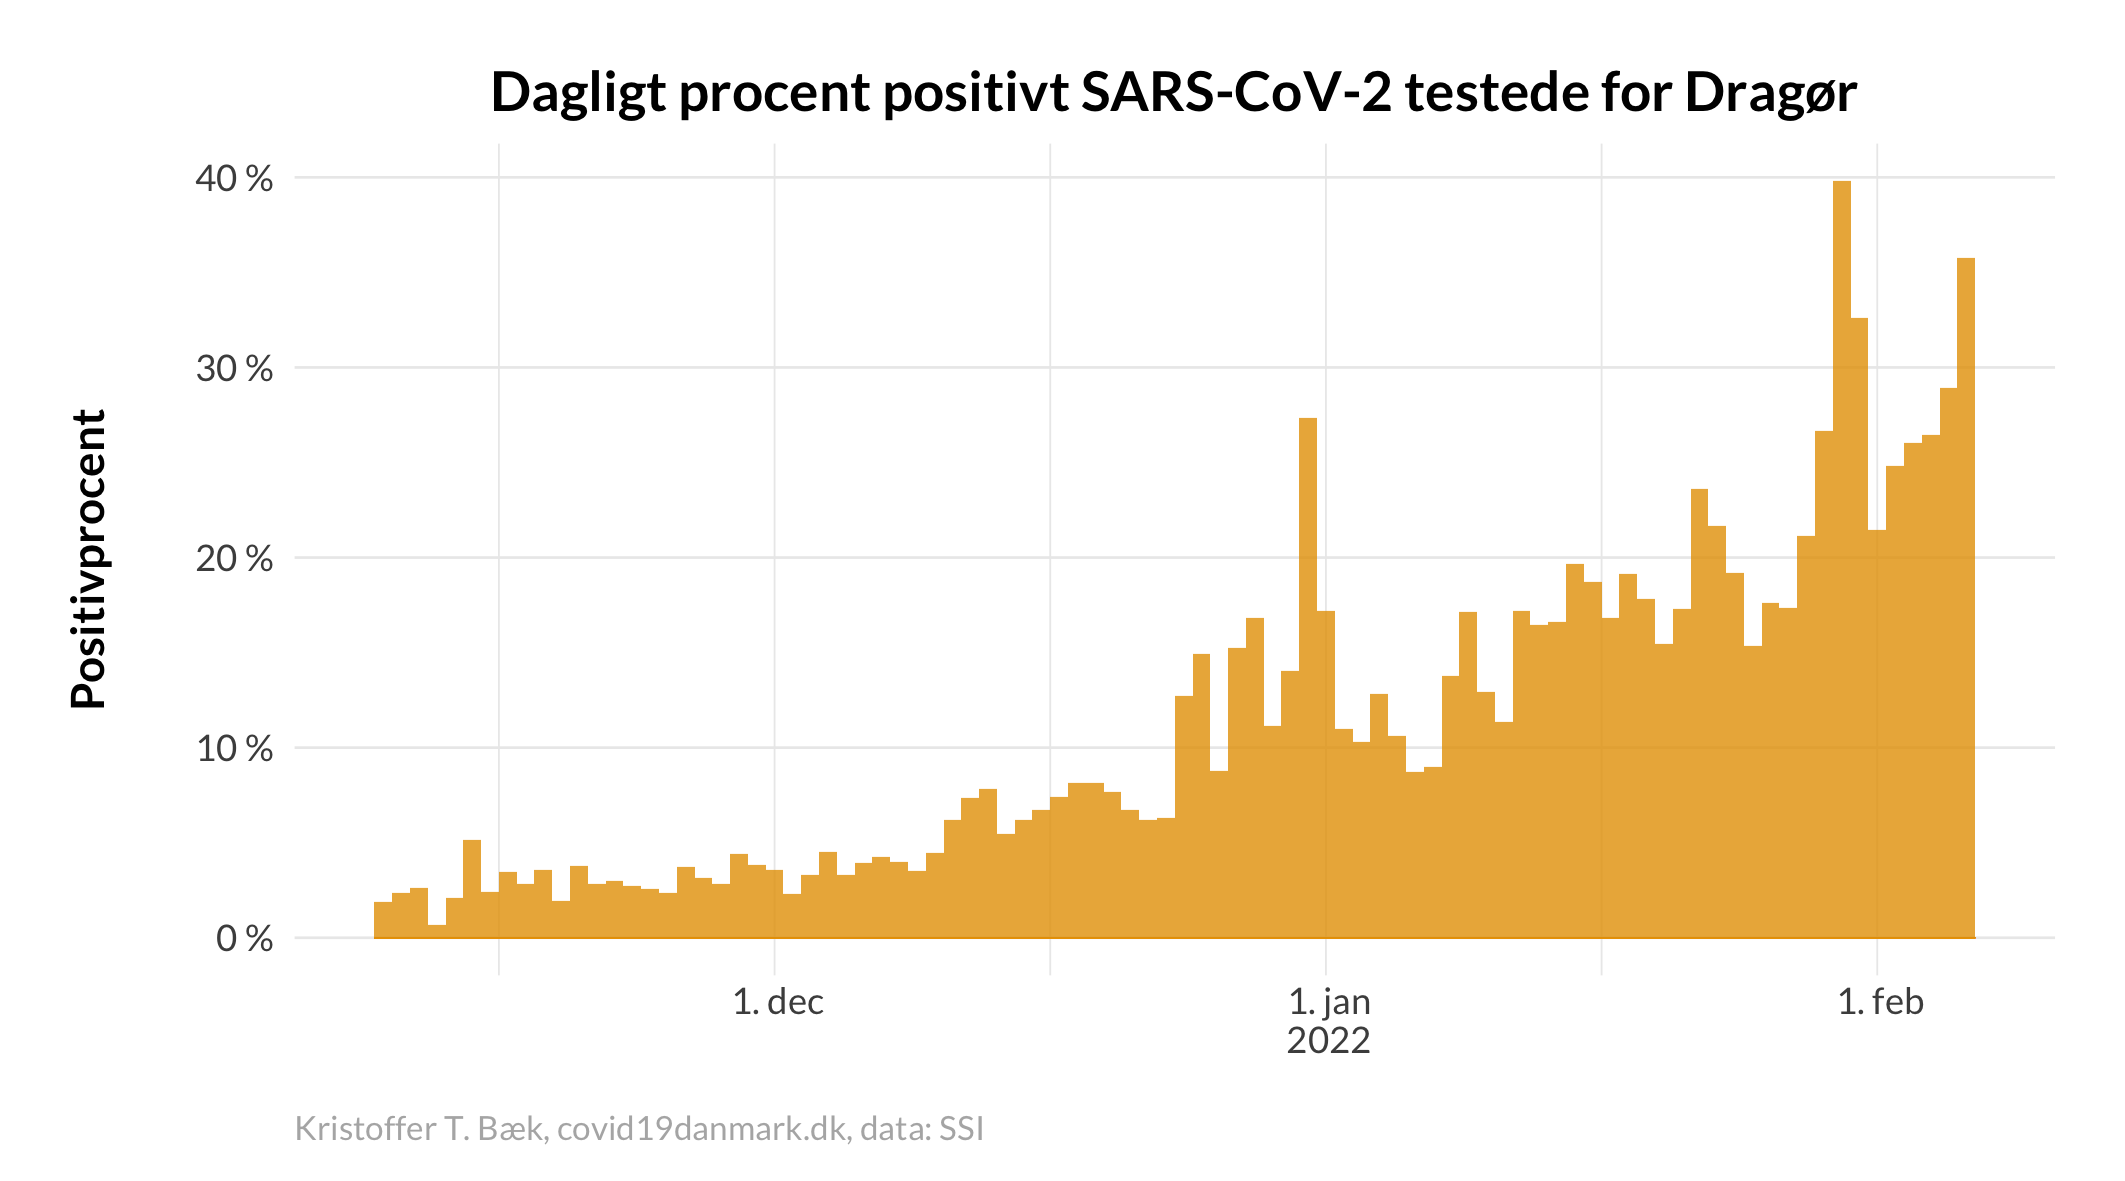 Dagligt procent positivt SARS-CoV-2 testede for Dragør
Positivprocent
40 %
30 %
20 %
10 %
0 %
1. dec
1. jan
2022
1. feb
Kristoffer T. Bæk, covid19danmark.dk, data: SSI